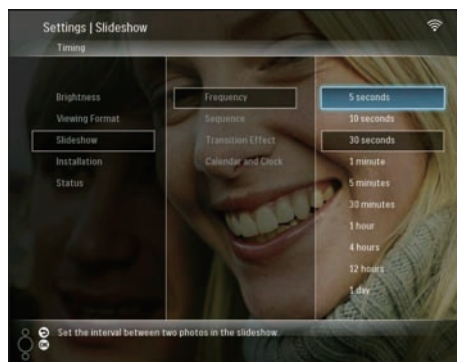 Settings | Slideshow
Timing
Brightness
Viewing Format
Slideshow
Installation
Status
Frequency
Sequence
Transition Effect
Calendar and Clock
5 seconds
10 seconds
30 seconds
1 minute
5 minutes
30 minutes
1 hour
4 hours
12 hours
1 day
Set the interval between two photos in the slideshow.
OK